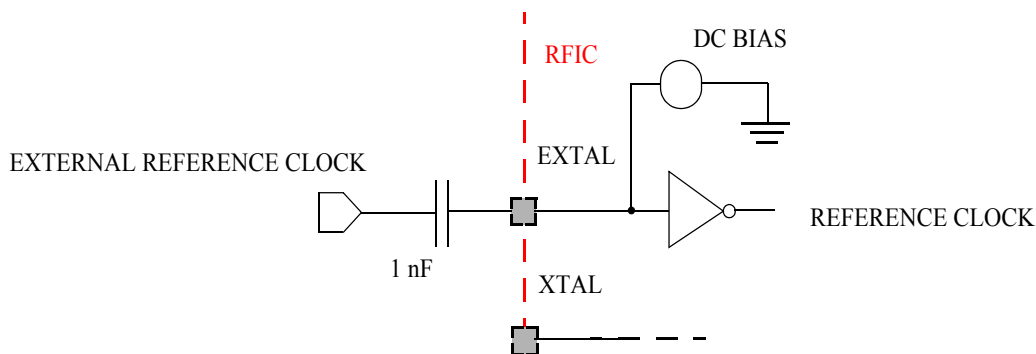 DC BIAS
RFIC
EXTERNAL REFERENCE CLOCK
EXTAL
REFERENCE CLOCK
1 nF
XTAL